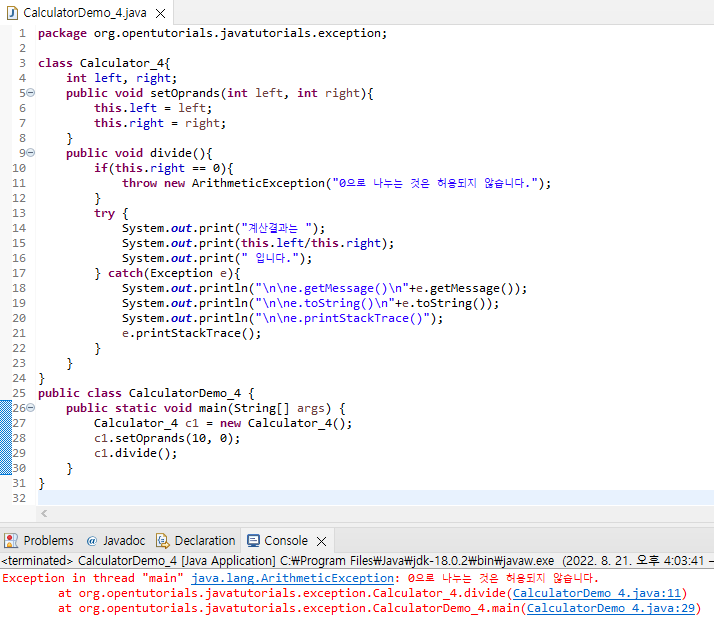 CalculatorDemo_4.java
1 package org.opentutorials.javatutorials.exception;
2
3 class Calculator_4{
4     int left, right;
5     public void setOprands(int left, int right){
6         this.left = left;
7         this.right = right;
8     }
9     public void divide(){
10         if(this.right == 0){
11             throw new ArithmeticException("0으로 나누는 것은 허용되지 않습니다.");
12         }
13         try {
14             System.out.print("계산결과는 ");
15             System.out.print(this.left/this.right);
16             System.out.print(" 입니다.");
17         } catch(Exception e){
18             System.out.println("\n\ne.getMessage()\n"+e.getMessage());
19             System.out.println("\n\ne.toString()\n"+e.toString());
20             System.out.println("\n\ne.printStackTrace()");
21             e.printStackTrace();
22         }
23     }
24 }
25 public class CalculatorDemo_4 {
26     public static void main(String[] args) {
27         Calculator_4 c1 = new Calculator_4();
28         c1.setOprands(10, 0);
29         c1.divide();
30     }
31 }
32
Problems @ Javadoc Declaration Console
<terminated> CalculatorDemo_4 [Java Application] C:₩Program Files₩Java₩jdk-18.0.2₩bin₩javaw.exe (2022. 8. 21. 오후 4:03:41 –
Exception in thread "main" java.lang.ArithmeticException: 0으로 나누는 것은 허용되지 않습니다.
at org.opentutorials.javatutorials.exception.Calculator_4.divide(CalculatorDemo_4.java:11)
at org.opentutorials.javatutorials.exception.CalculatorDemo_4.main(CalculatorDemo_4.java:29)